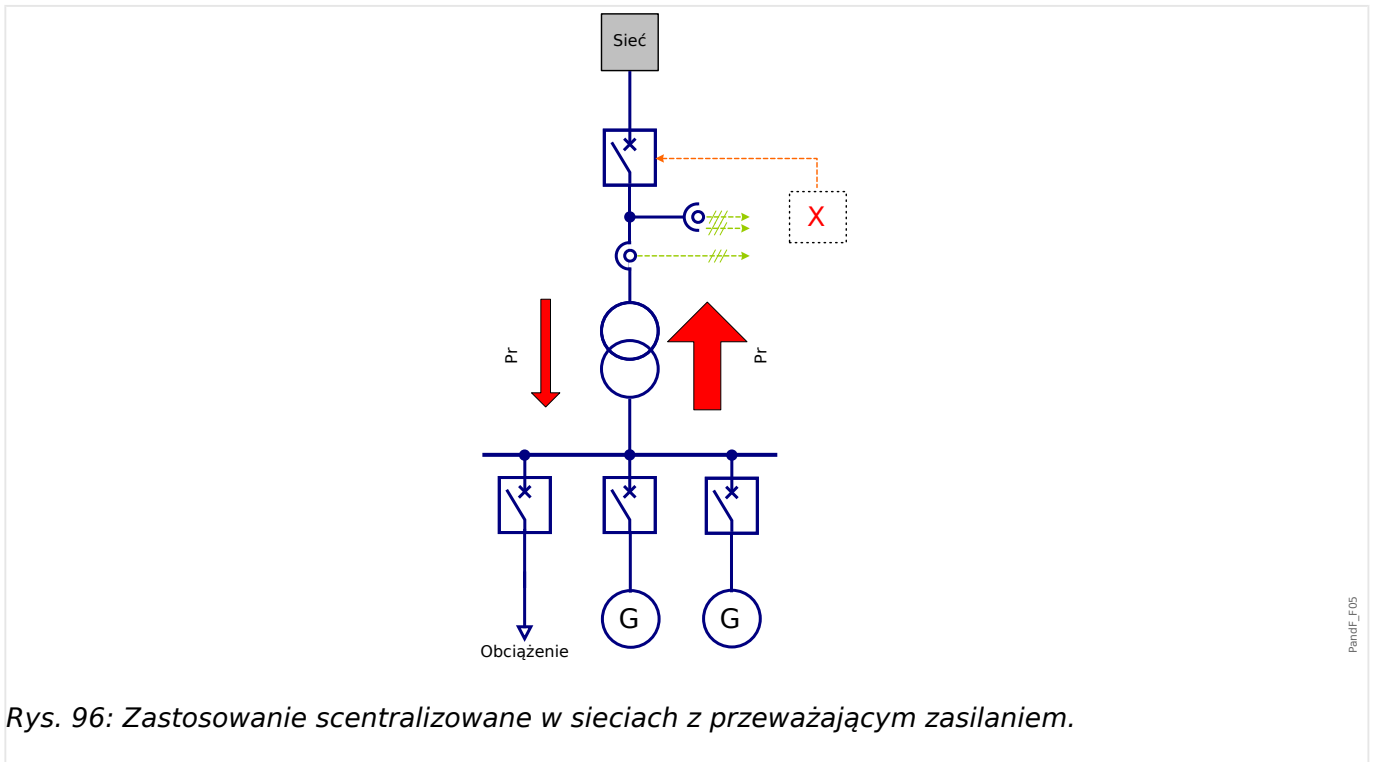 Sieć
X
Pr
Pr
G
G
Obciążenie
PandF_F05
Rys. 96: Zastosowanie scentralizowane w sieciach z przeważającym zasilaniem.